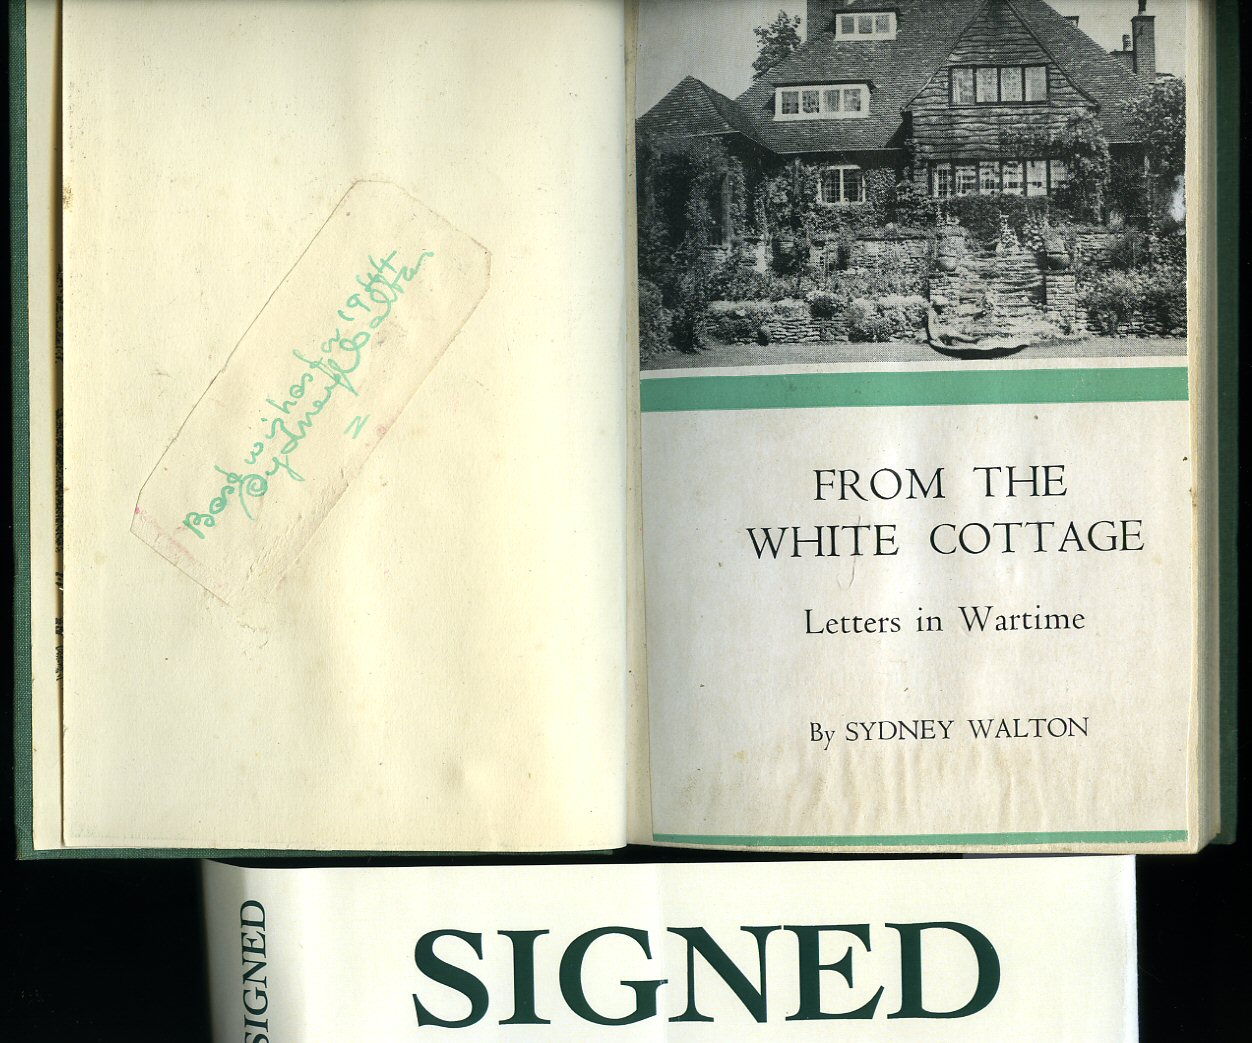 Best wishes for 1944
Sydney Walton
FROM THE
WHITE COTTAGE
Letters in Wartime
By SYDNEY WALTON
SIGNED
SIGNED